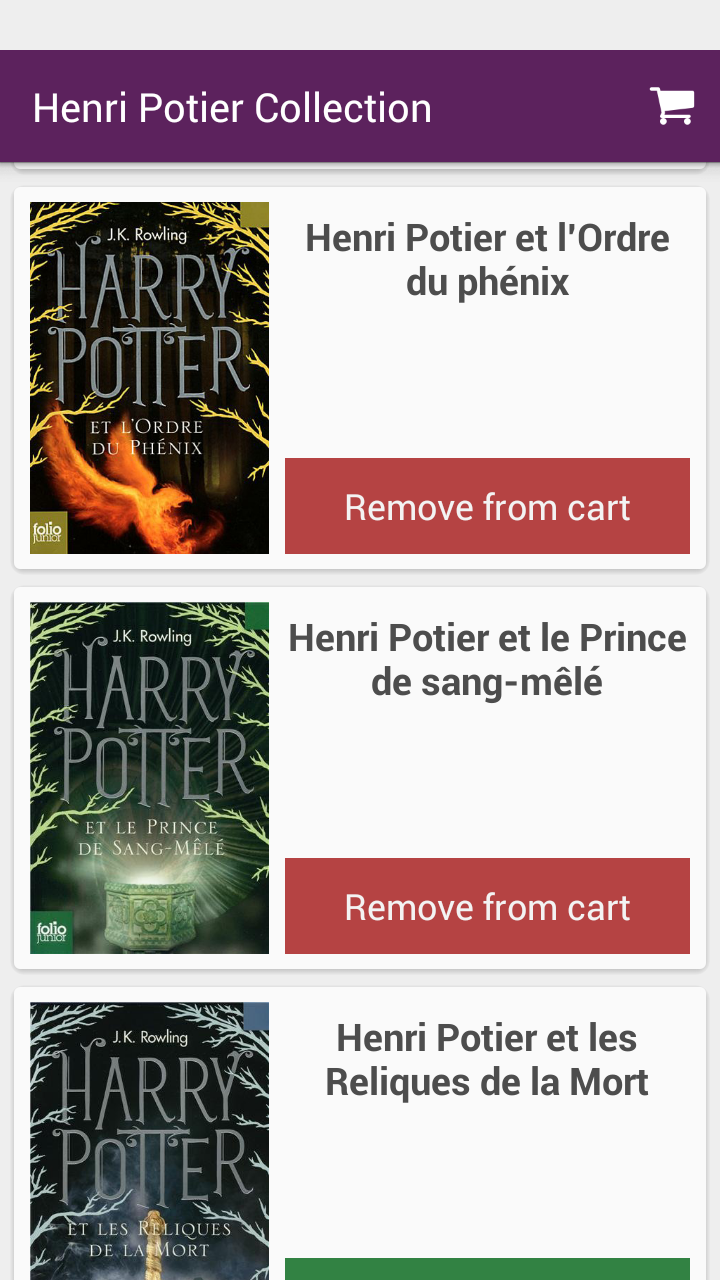 Henri Potier Collection
J.K. Rowling
HARRY
POTTER
ET L'ORDRE
DU PHÉNIX
folio
junior
Henri Potier et l'Ordre
du phénix
Remove from cart
J.K. Rowling
HARRY
POTTER
ET LE PRINCE
DE SANG-MÊLÉ
folio
junior
Henri Potier et le Prince
de sang-mêlé
Remove from cart
J.K. Rowling
HARRY
POTTER
ET LES RELIQUES
DE LA MORT
Henri Potier et les
Reliques de la Mort